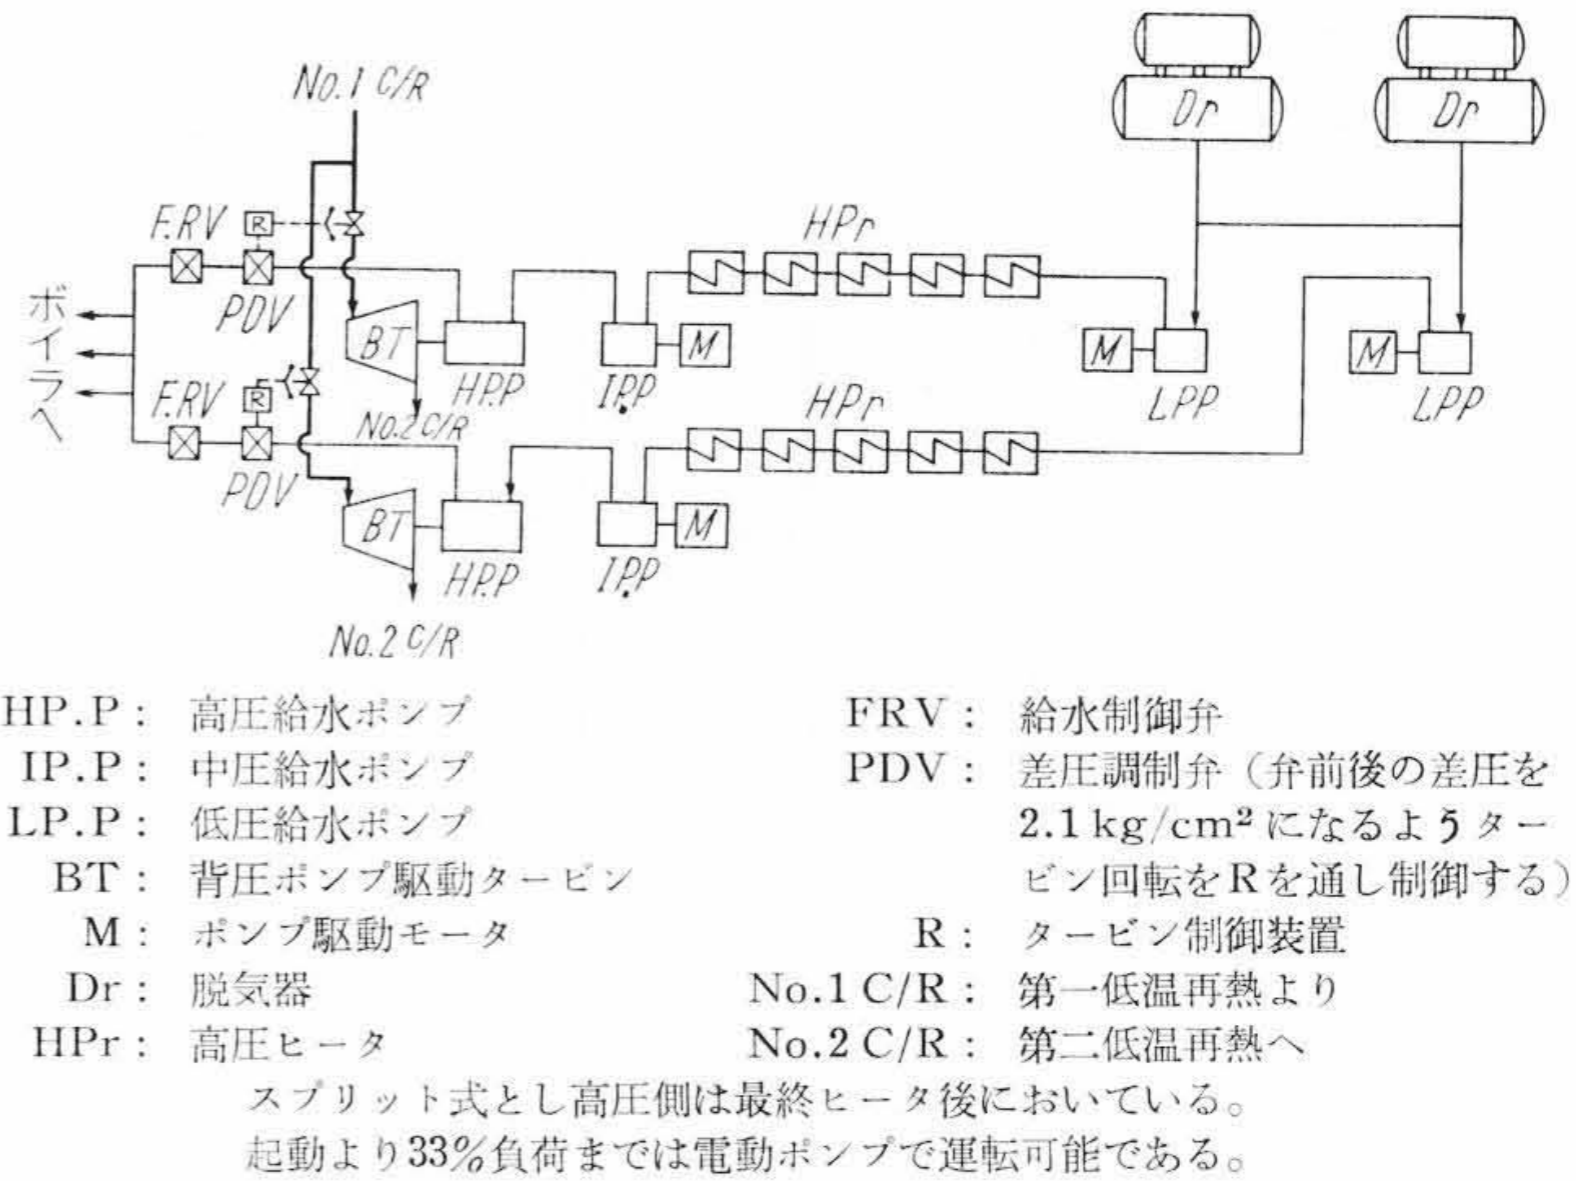 No.1 C/R
Dr
Dr
F.RV
R
HPr
PDV
BT
HP.P
IP.P
M
M
LPP
M
LPP
ボイラへ
F.RV
R
No.2 C/R
HPr
PDV
BT
HP.P
IP.P
M
No.2 C/R
HP.P : 高圧給水ポンプ
IP.P : 中圧給水ポンプ
LP.P : 低圧給水ポンプ
BT : 背圧ポンプ駆動タービン
M : ポンプ駆動モータ
Dr : 脱気器
HPr : 高圧ヒータ
FRV : 給水制御弁
PDV : 差圧調制弁（弁前後の差圧を
2.1kg/cm² になるようター
ビン回転をRを通し制御する）
R : タービン制御装置
No.1 C/R : 第一低温再熱より
No.2 C/R : 第二低温再熱へ
スプリット式とし高圧側は最終ヒータ後においている。
起動より33%負荷までは電動ポンプで運転可能である。